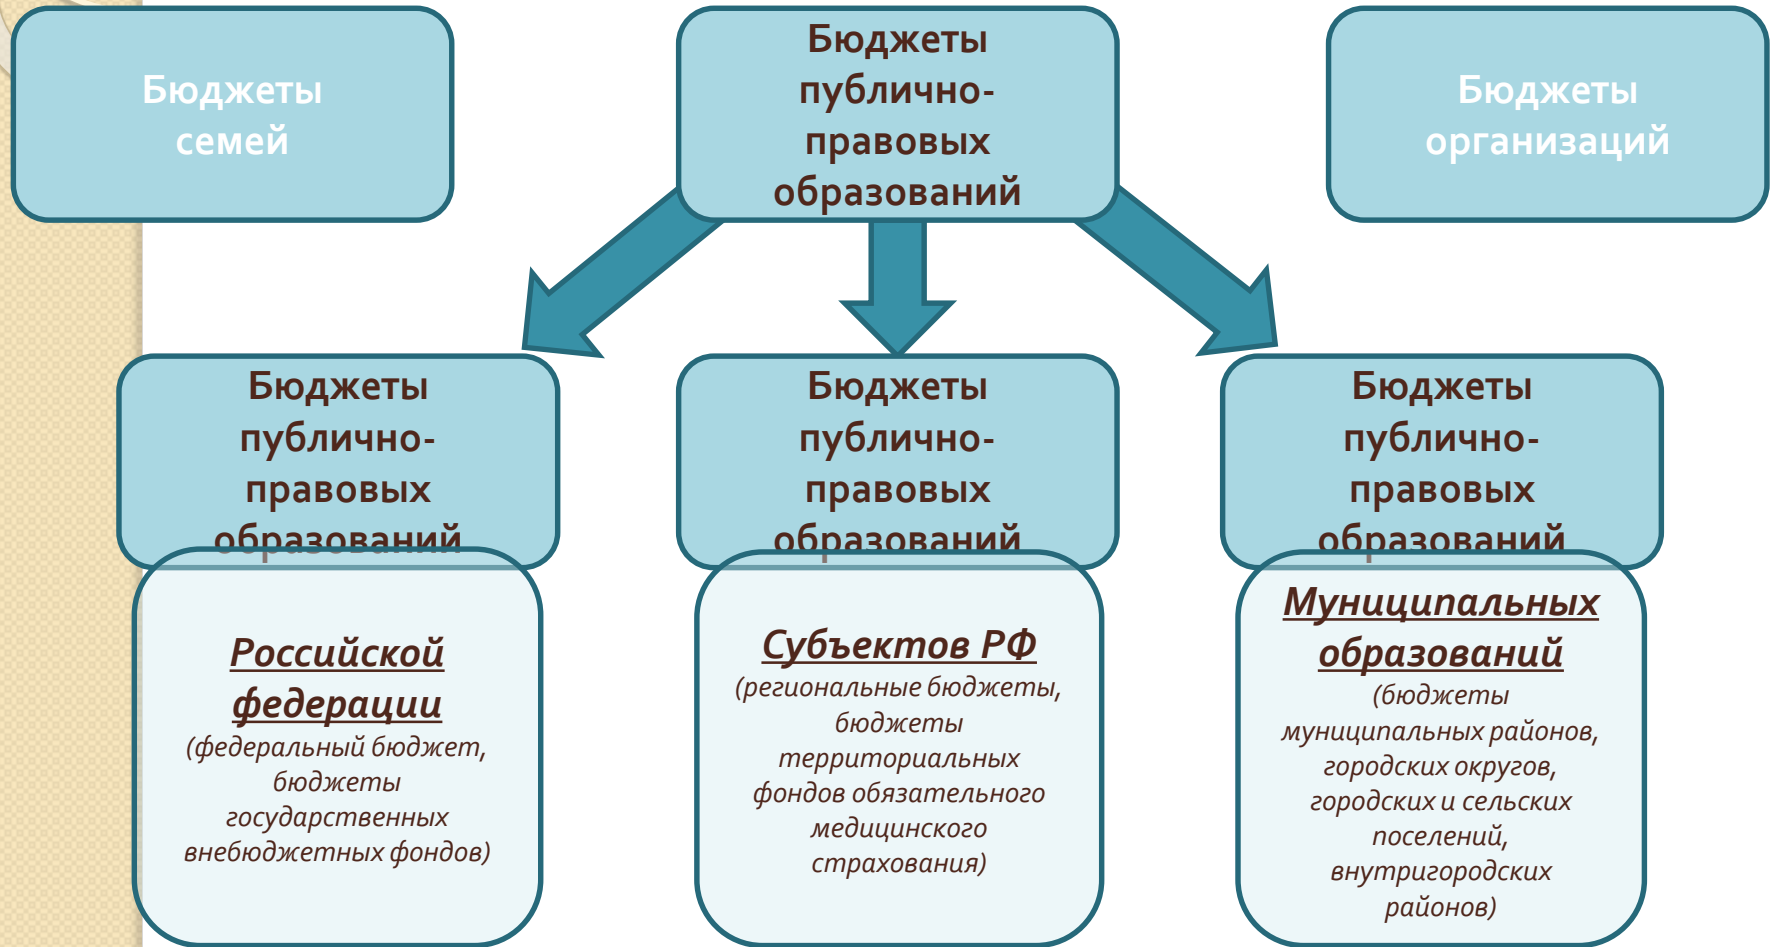 Бюджеты
семей
Бюджеты
публично-
правовых
образований
Бюджеты
организаций
Бюджеты
публично-
правовых
образований
Российской
федерации
(федеральный бюджет,
бюджеты
государственных
внебюджетных фондов)
Бюджеты
публично-
правовых
образований
Субъектов РФ
(региональные бюджеты,
бюджеты
территориальных
фондов обязательного
медицинского
страхования)
Бюджеты
публично-
правовых
образований
Муниципальных
образований
(бюджеты
муниципальных районов,
городских округов,
городских и сельских
поселений,
внутригородских
районов)